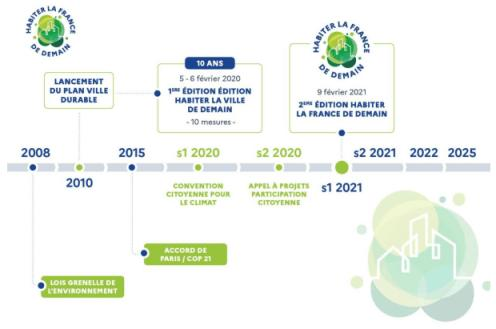 HABITER LA FRANCE
DE DEMAIN
HABITER LA FRANCE
DE DEMAIN
LANCEMENT
DU PLAN VILLE
DURABLE
10 ANS
5 - 6 février 2020
1ERE ÉDITION ÉDITION
HABITER LA VILLE
DE DEMAIN
- 10 mesures -
9 février 2021
2EME ÉDITION HABITER
LA FRANCE DE DEMAIN
2008
2010
2015
s1 2020
s2 2020
s1 2021
s2 2021
2022
2025
CONVENTION
CITOYENNE POUR
LE CLIMAT
APPEL À PROJETS
PARTICIPATION
CITOYENNE
ACCORD DE
PARIS / COP 21
LOIS GRENELLE DE
L'ENVIRONNEMENT